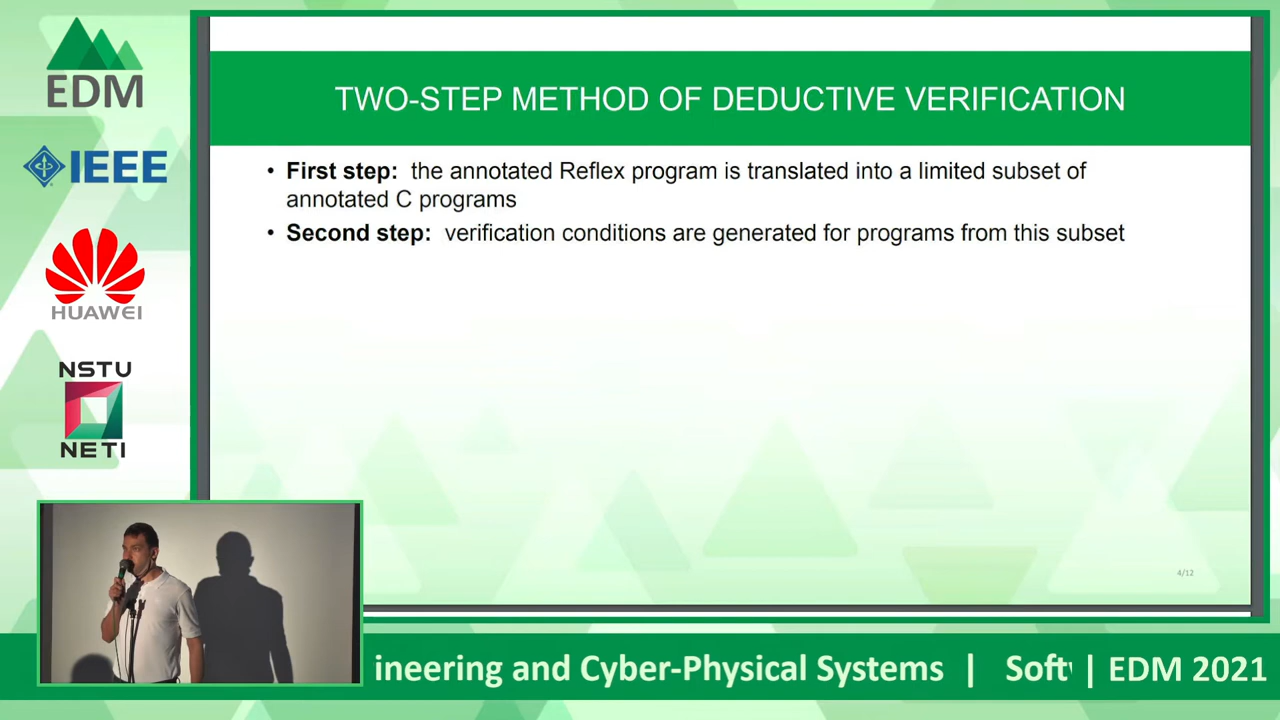 EDM
IEEE
HUAWEI
NSTU
NETI
TWO-STEP METHOD OF DEDUCTIVE VERIFICATION
• First step: the annotated Reflex program is translated into a limited subset of
annotated C programs
• Second step: verification conditions are generated for programs from this subset
4/12
ineering and Cyber-Physical Systems | Soft | EDM 2021